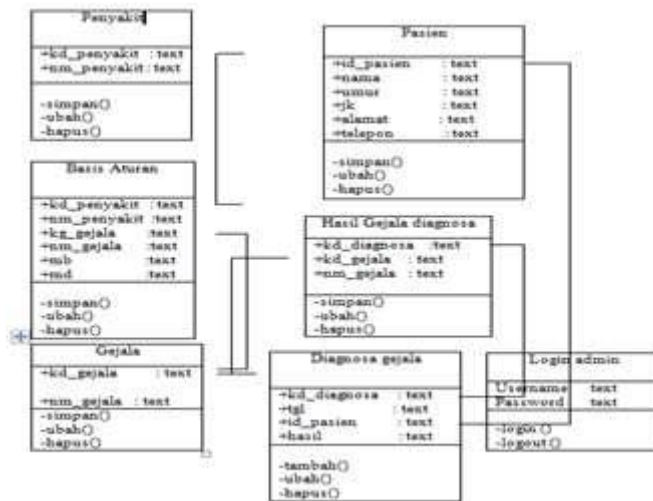 Penyakit
+kd_penyakit : text
+nm_penyakit : text
-simpan()
-ubah()
-hapus()
Pasien
+id_pasien : text
+nama : text
+umur : text
+jk : text
+alamat : text
+telepon : text
-simpan()
-ubah()
-hapus()
Basis Aturan
+kd_penyakit : text
+nm_penyakit : text
+kg_gejala : text
+nm_gejala : text
+mb :text
+md :text
-simpan()
-ubah()
-hapus()
Hasil Gejala diagnosa
+kd_diagnosa :text
+kd_gejala : text
+nm_gejala : text
-simpan()
-ubah()
-hapus()
Gejala
+kd_gejala : text
+nm_gejala : text
-simpan()
-ubah()
-hapus()
Diagnosa gejala
+kd_diagnosa : text
+tgl : text
+id_pasien : text
+hasil : text
-tambah()
-ubah()
-hapus()
Login admin
Username text
Password text
-login()
-logout()